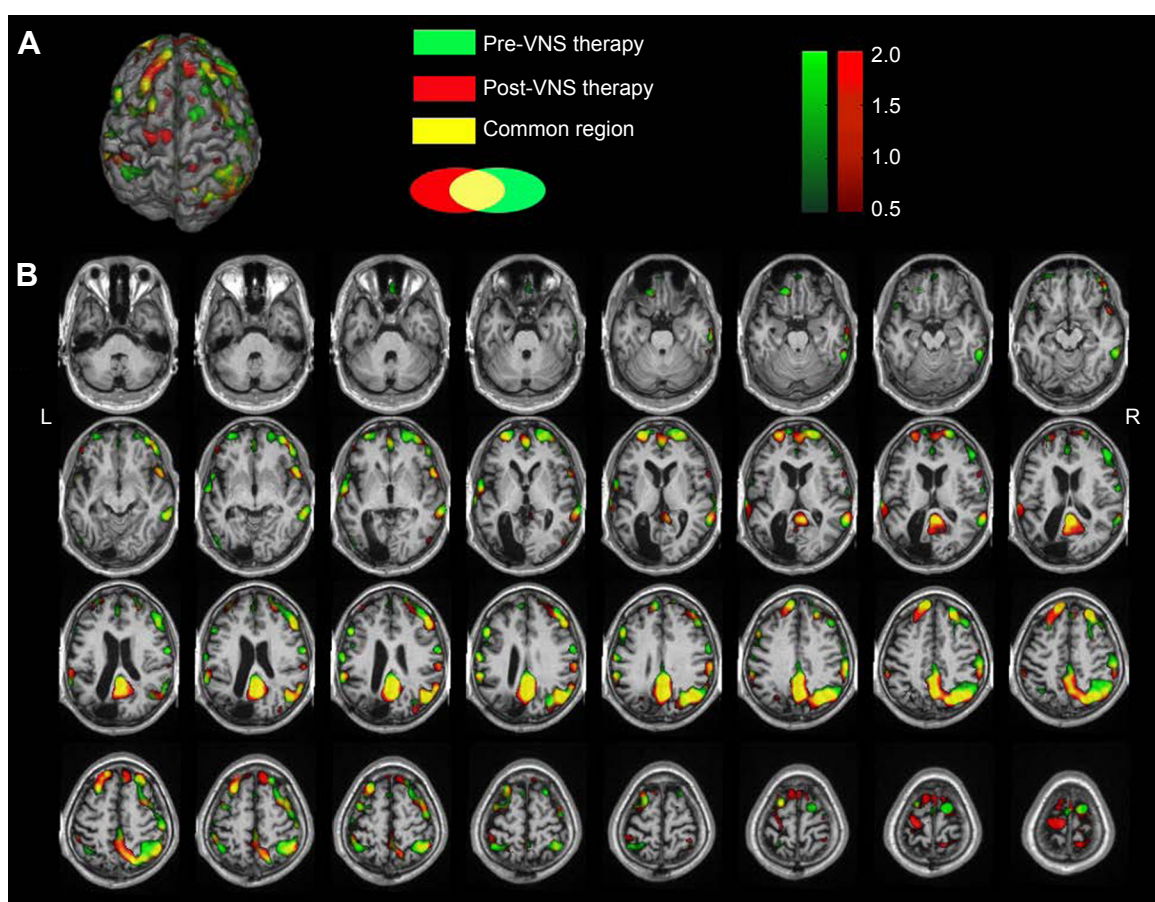 A
Pre-VNS therapy
Post-VNS therapy
Common region
2.0
1.5
1.0
0.5
B
L
R